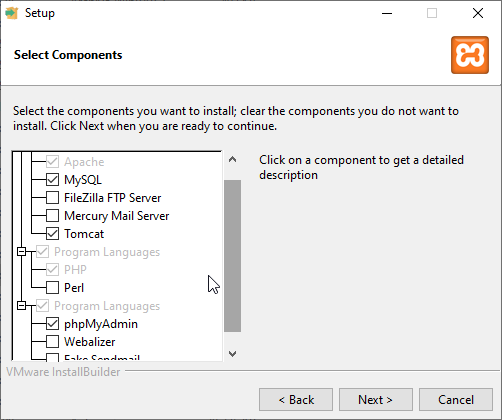 Setup
Select Components
Select the components you want to install; clear the components you do not want to
install. Click Next when you are ready to continue.
Apache
MySQL
FileZilla FTP Server
Mercury Mail Server
Tomcat
Program Languages
PHP
Perl
Program Languages
phpMyAdmin
Webalizer
Fake Sendmail
Click on a component to get a detailed
description
VMware InstallBuilder
< Back
Next >
Cancel